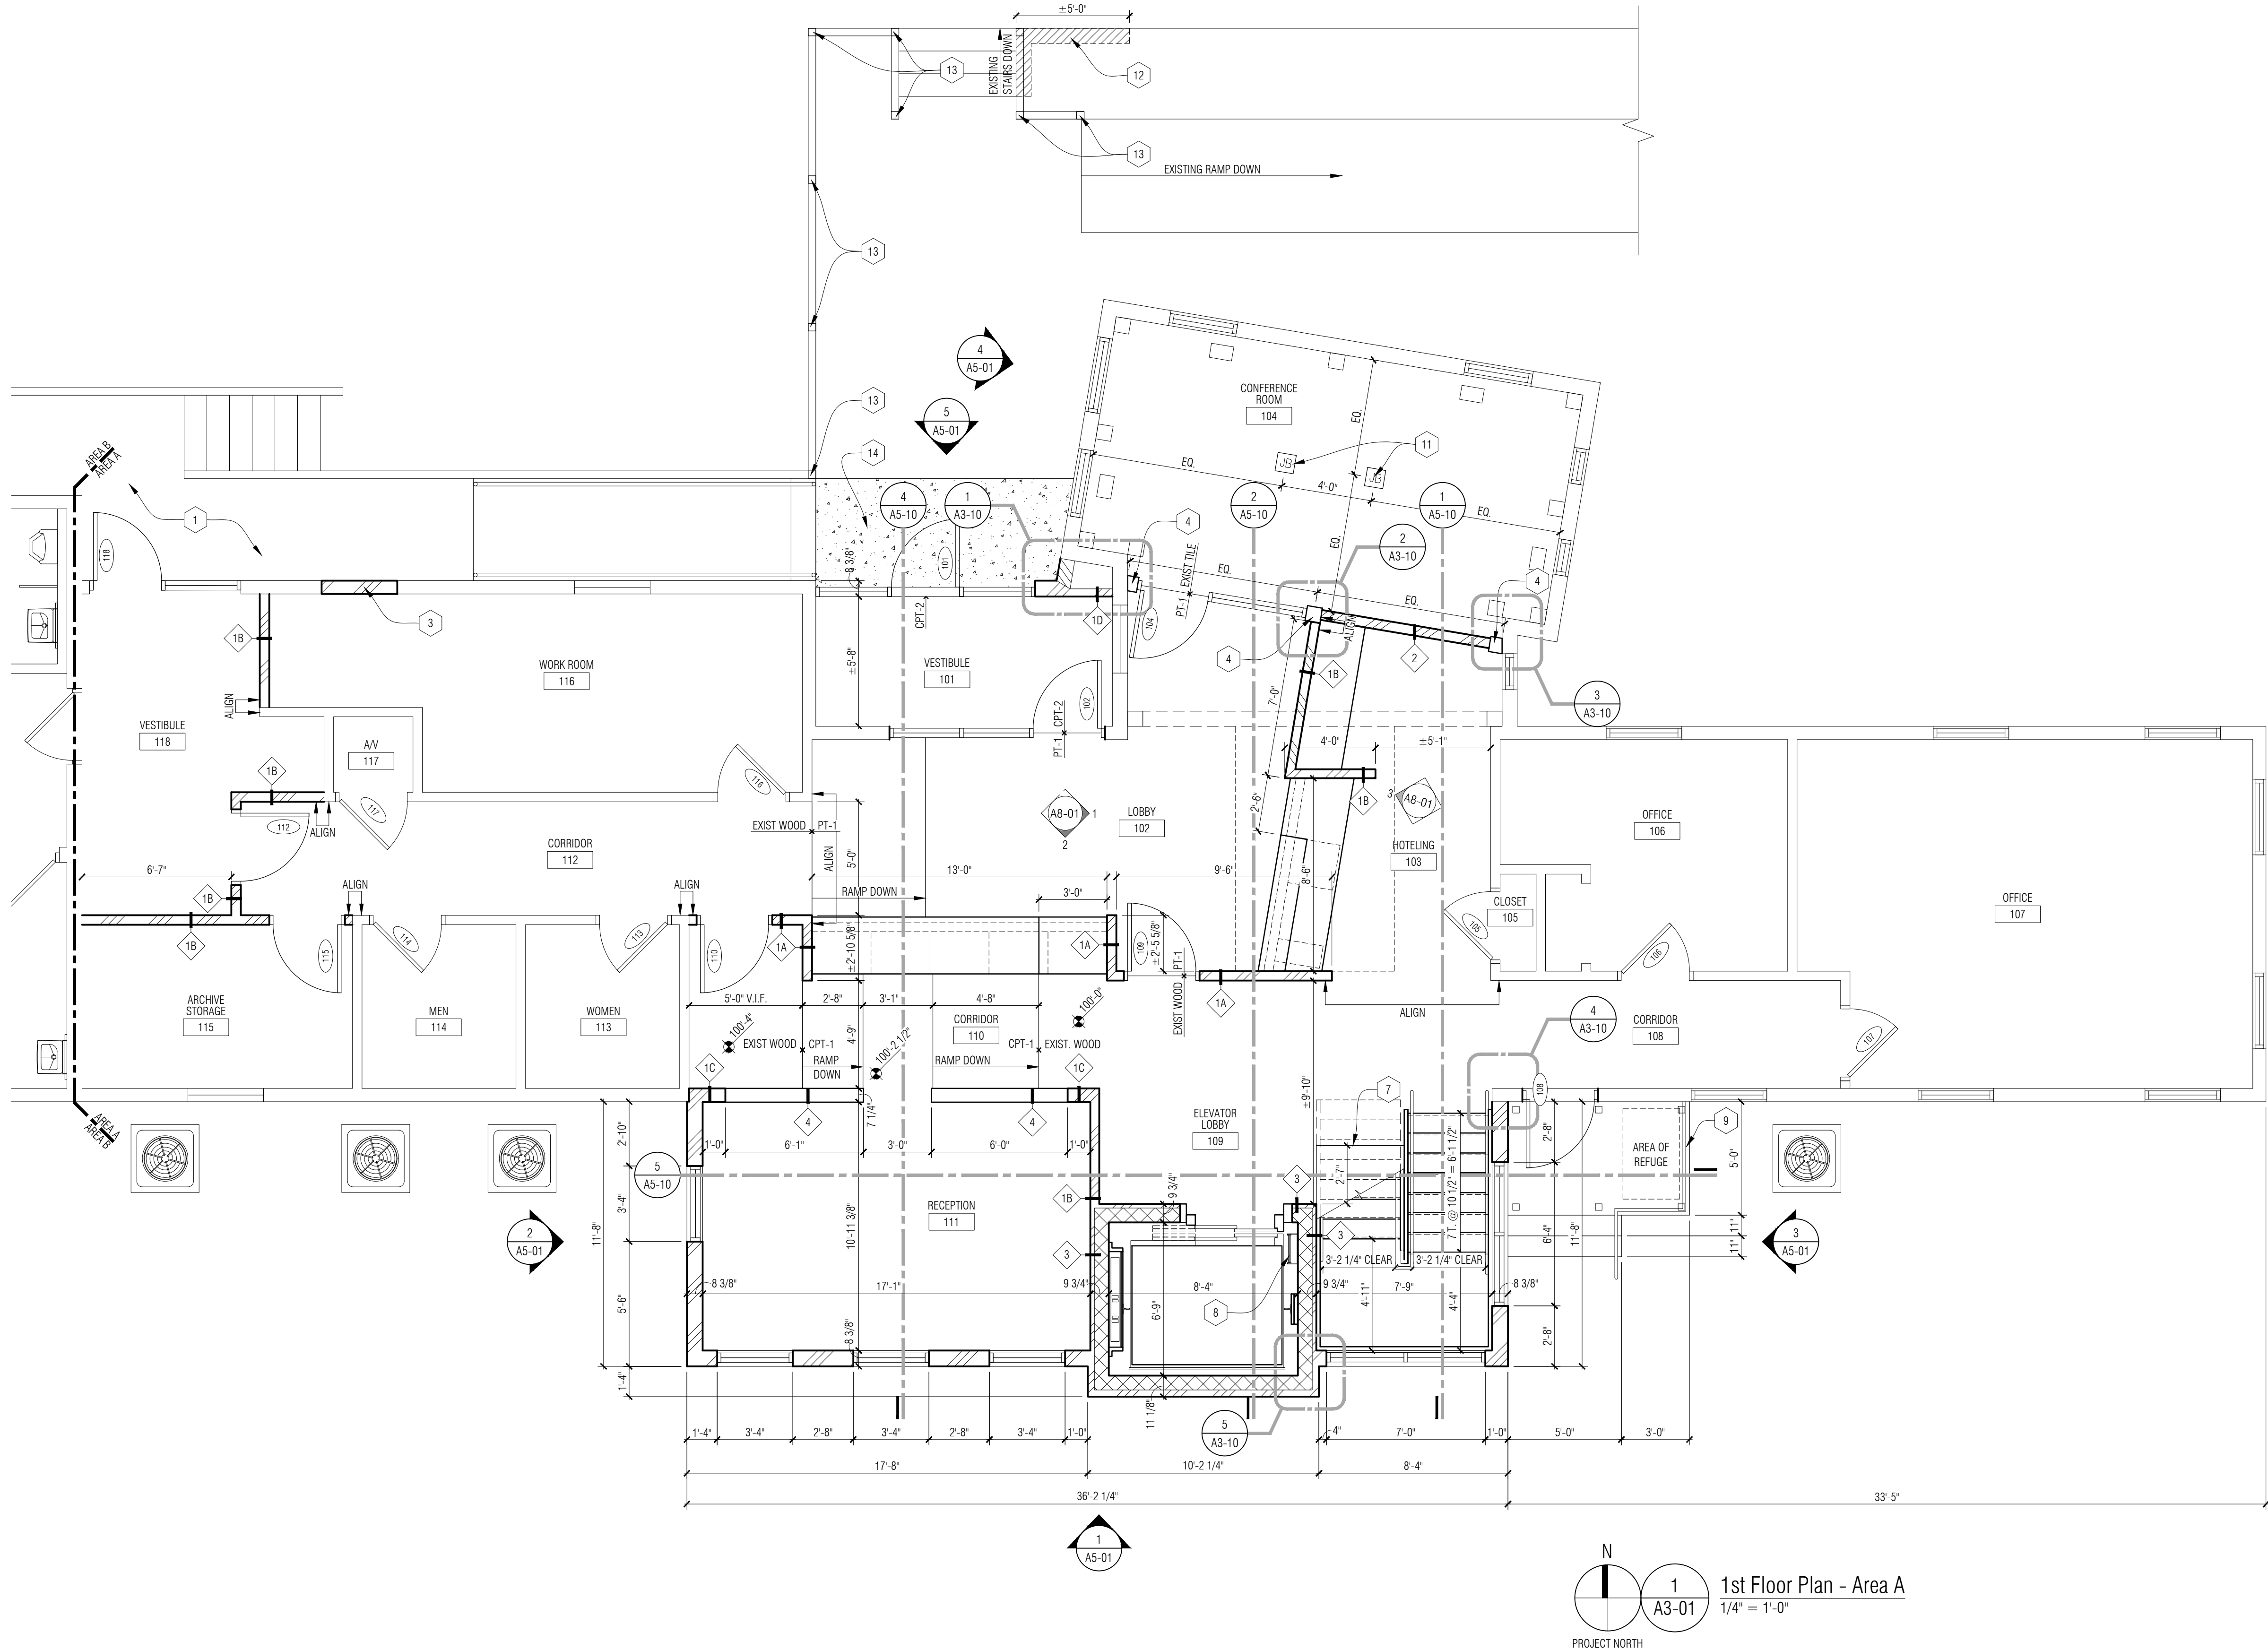 ±5'-0"
EXISTING
STAIRS DOWN
13
12
13
EXISTING RAMP DOWN
13
4
A5-01
5
A5-01
13
14
CONFERENCE
ROOM
104
EQ.
11
JB
JB
EQ.
4'-0"
EQ.
EQ.
AREA B
AREA A
1
118
4
A5-10
1
A3-10
2
A5-10
1
A5-10
4
2
A3-10
8 3/8"
101
CPT-2
EXIST TILE
PT-1
EQ.
EQ.
4
3
1B
1D
104
ALIGN
4
1B
2
3
A3-10
WORK ROOM
116
VESTIBULE
101
±5'-8"
102
CPT-2
PT-1
7'-0"
ALIGN
VESTIBULE
118
A/V
117
1B
117
116
112
ALIGN
4'-0"
±5'-1"
1B
2'-6"
3
A8-01
A8-01
1
2
LOBBY
102
EXIST WOOD
PT-1
ALIGN
5'-0"
CORRIDOR
112
HOTELING
103
OFFICE
106
OFFICE
107
6'-7"
1B
ALIGN
ALIGN
13'-0"
9'-6"
8'-6"
RAMP DOWN
3'-0"
CLOSET
105
105
1B
115
114
113
110
1A
±2'-10 5/8"
1A
109
±2'-5 5/8"
EXIST WOOD
PT-1
1A
106
ARCHIVE
STORAGE
115
MEN
114
WOMEN
113
5'-0" V.I.F.
2'-8"
3'-1"
4'-8"
100'-4"
4'-9"
100'-2 1/2"
CORRIDOR
110
100'-0"
ALIGN
4
A3-10
CORRIDOR
108
107
EXIST WOOD
CPT-1
RAMP
DOWN
RAMP DOWN
CPT-1
EXIST. WOOD
1C
1C
7
108
±9'-10"
4
7 1/4"
4
ELEVATOR
LOBBY
109
AREA A
AREA B
2'-10"
1'-0"
6'-1"
3'-0"
6'-0"
1'-0"
7 T. @ 10 1/2" = 6'-1 1/2"
2'-7"
2'-8"
AREA OF
REFUGE
9
5'-0"
5
A5-10
1B
9 3/4"
3
RECEPTION
111
3'-4"
11'-8"
10'-11 3/8"
2
A5-01
3
3
3'-2 1/4" CLEAR
3'-2 1/4" CLEAR
6'-4"
11'-8"
11"
11"
3
A5-01
8 3/8"
17'-1"
9 3/4"
8'-4"
9 3/4"
7'-9"
8 3/8"
5'-6"
6'-9"
8
4'-11"
4'-4"
8 3/8"
2'-8"
1'-4"
11 1/8"
5
A3-10
1'-4"
3'-4"
2'-8"
3'-4"
2'-8"
3'-4"
1'-0"
4"
7'-0"
1'-0"
5'-0"
3'-0"
17'-8"
10'-2 1/4"
8'-4"
36'-2 1/4"
33'-5"
1
A5-01
N
PROJECT NORTH
1
A3-01
1st Floor Plan - Area A
1/4" = 1'-0"